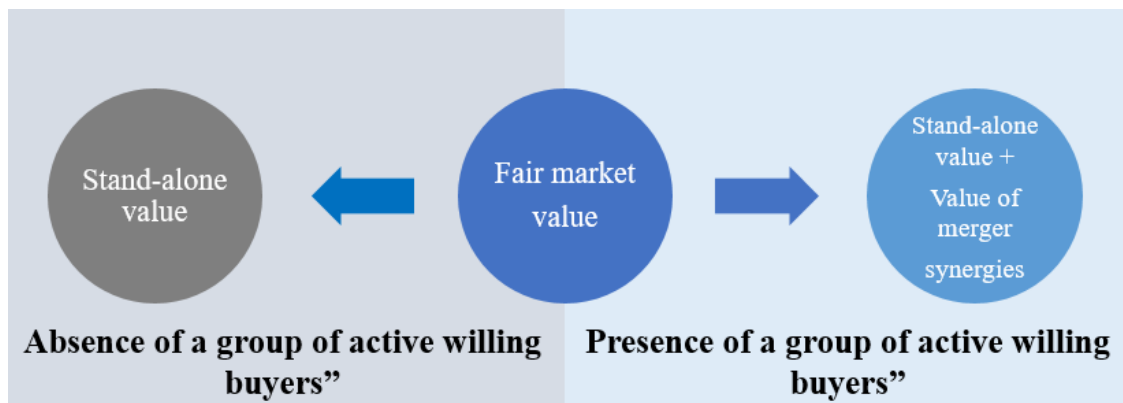 Stand-alone
value
Fair market
value
Stand-alone
value +
Value of
merger
synergies
Absence of a group of active willing
buyers”
Presence of a group of active willing
buyers”